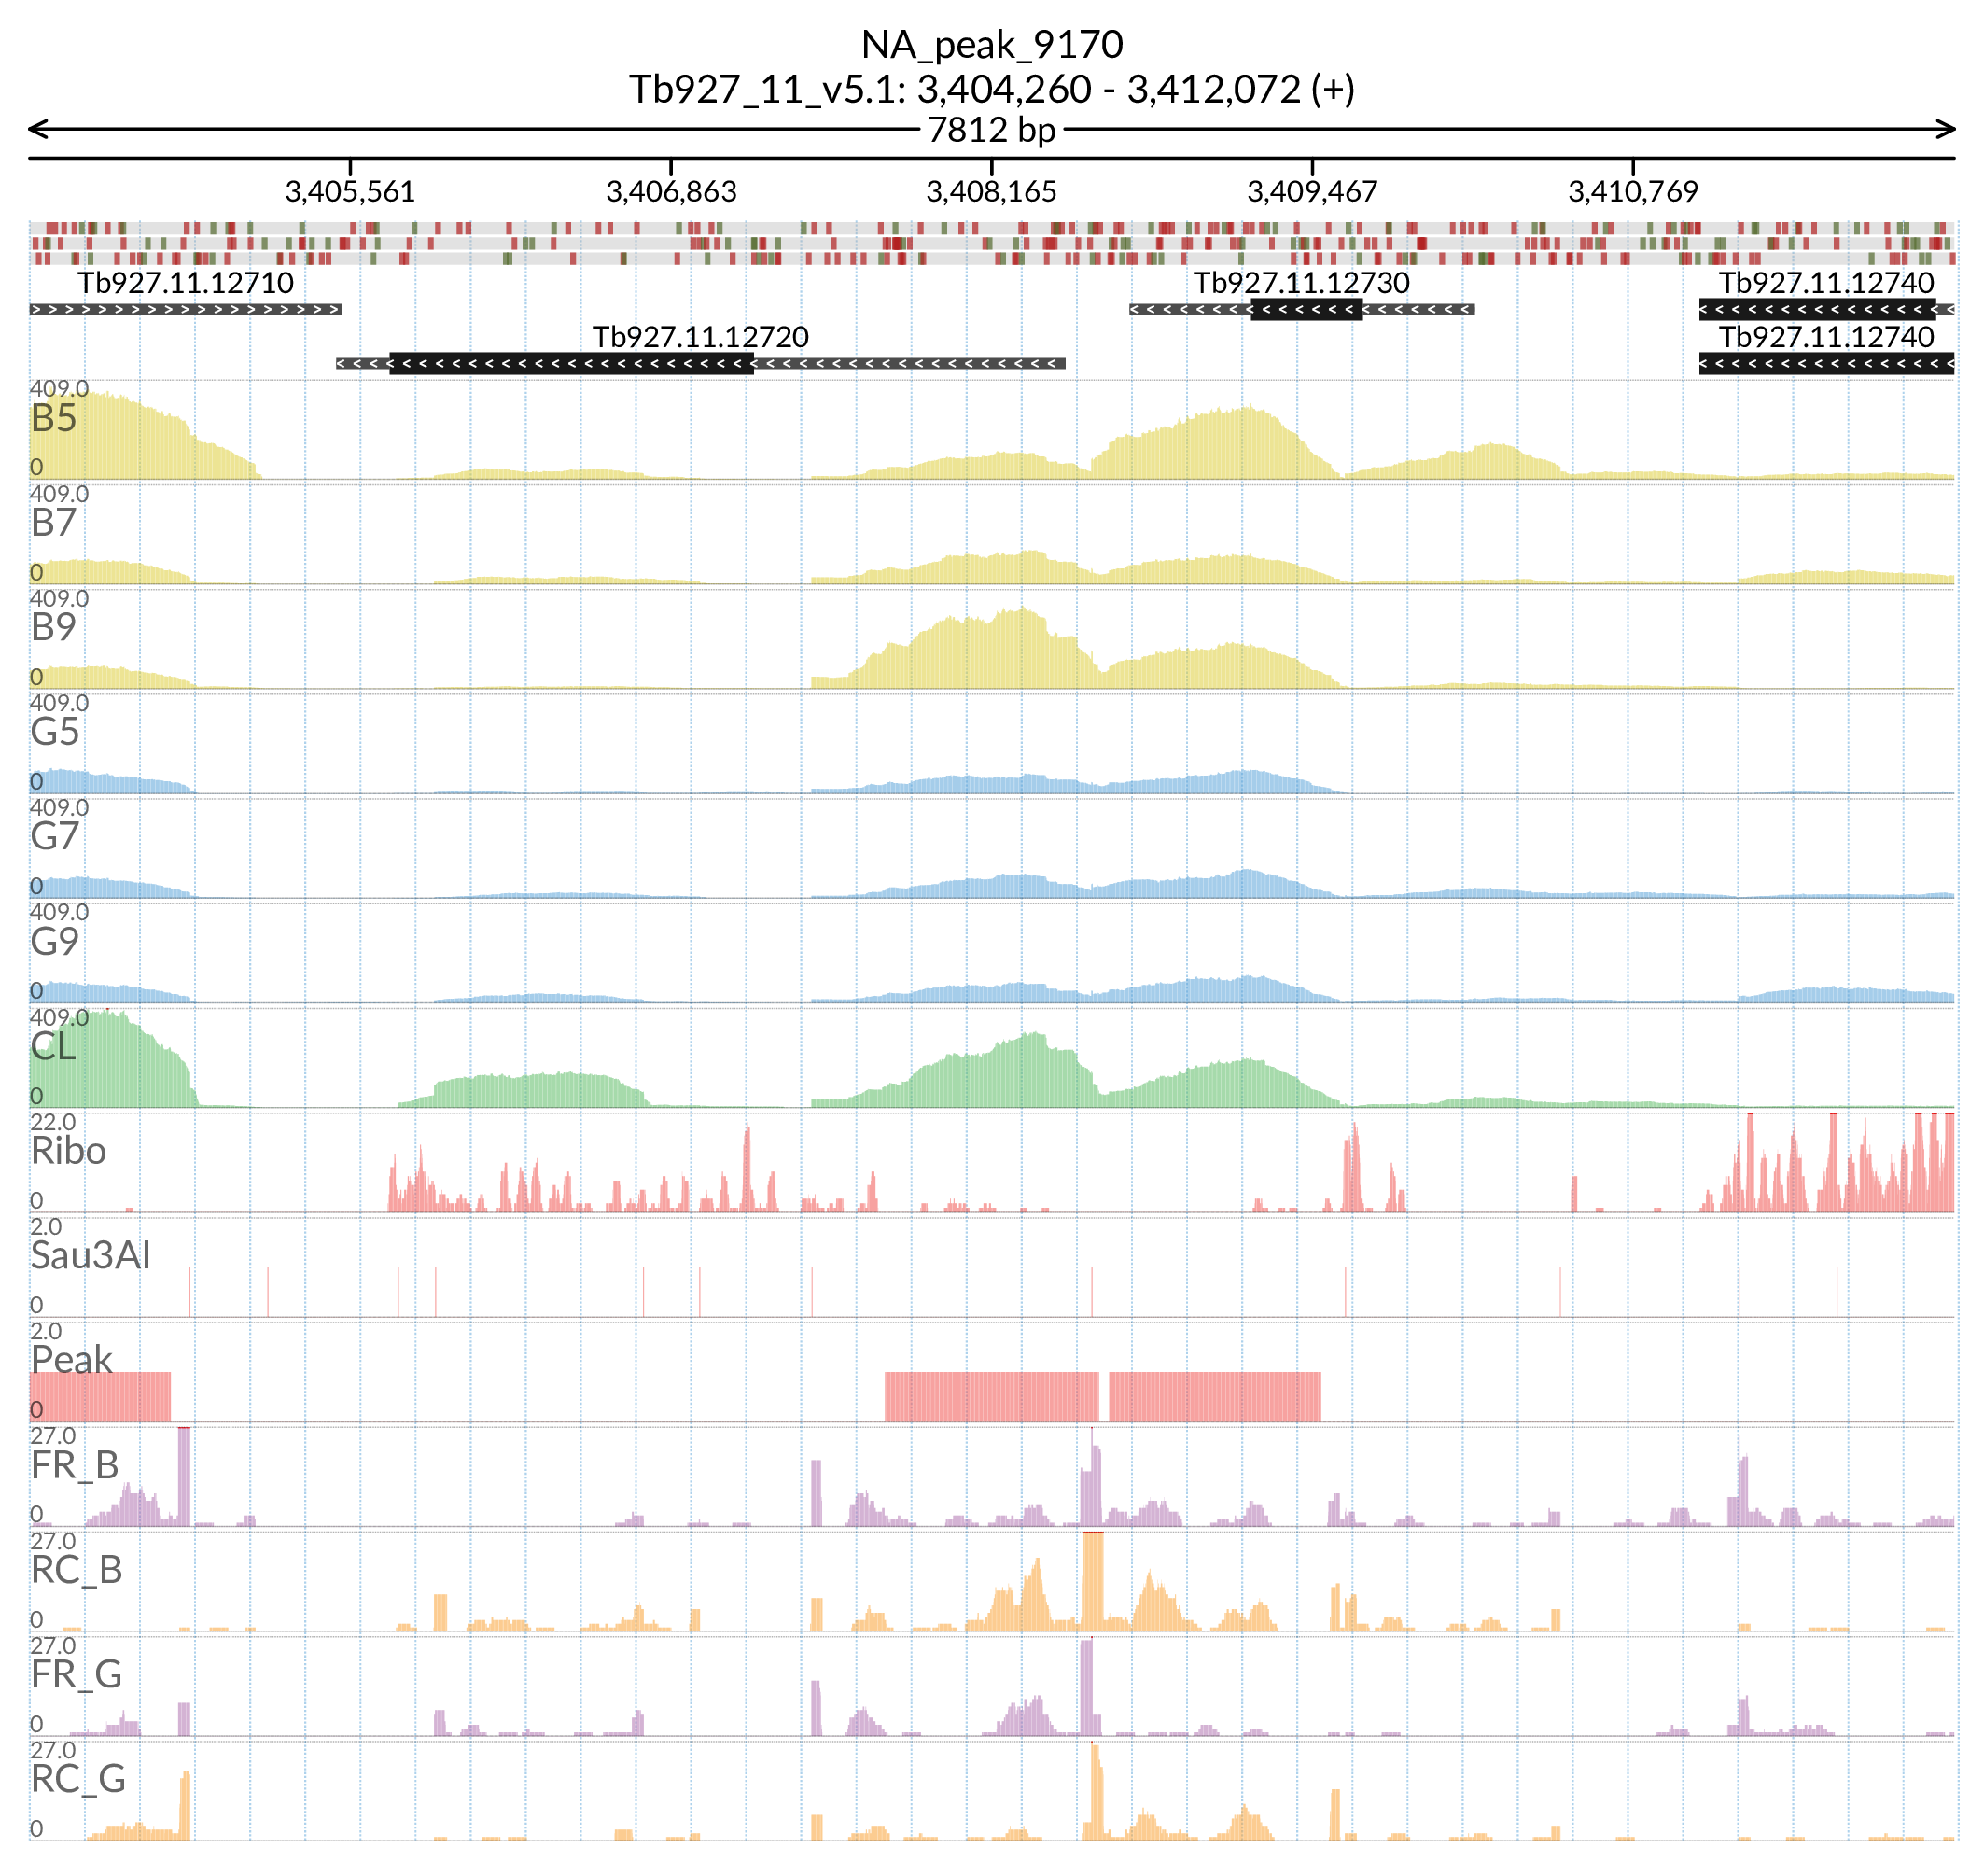 NA_peak_9170
Tb927_11_v5.1: 3,404,260 - 3,412,072 (+)
7812 bp
3,405,561 3,406,863 3,408,165 3,409,467 3,410,769
Tb927.11.12710 Tb927.11.12730 Tb927.11.12740
Tb927.11.12720 Tb927.11.12740
409.0
B5
0
409.0
B7
0
409.0
B9
0
409.0
G5
0
409.0
G7
0
409.0
G9
0
409.0
CL
0
22.0
Ribo
0
2.0
Sau3AI
0
2.0
Peak
0
27.0
FR_B
0
27.0
RC_B
0
27.0
FR_G
0
27.0
RC_G
0